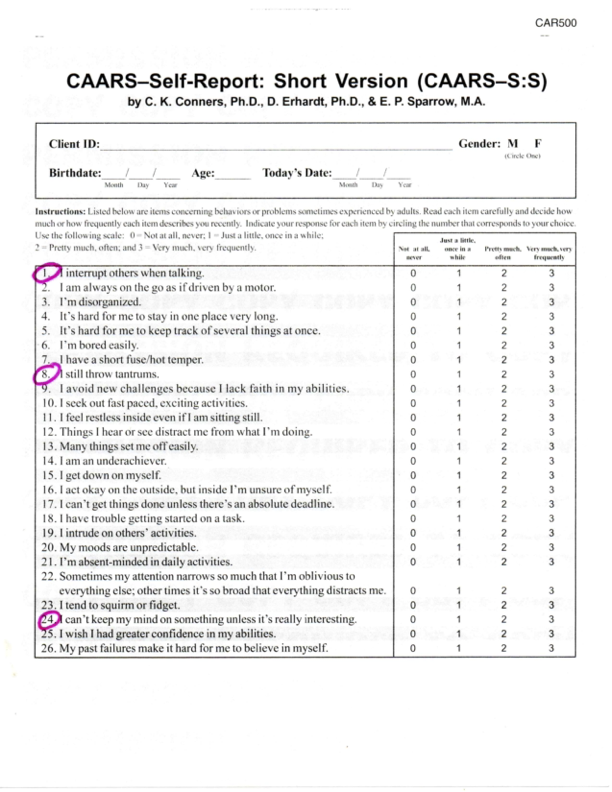 CAR500
CAARS–Self-Report: Short Version (CAARS–S:S)
by C. K. Conners, Ph.D., D. Erhardt, Ph.D., & E. P. Sparrow, M.A.
Client ID: Gender: M F
(Circle One)
Birthdate: / / Age: Today's Date: / /
Month Day Year Month Day Year
Instructions: Listed below are items concerning behaviors or problems sometimes experienced by adults. Read each item carefully and decide how
much or how frequently each item describes you recently. Indicate your response for each item by circling the number that corresponds to your choice.
Use the following scale: 0 = Not at all, never; 1 = Just a little, once in a while;
2 = Pretty much, often; and 3 = Very much, very frequently.
Not at all, never Just a little, once in a while Pretty much, often Very much, very frequently
1. I interrupt others when talking. 0 1 2 3
2. I am always on the go as if driven by a motor. 0 1 2 3
3. I'm disorganized. 0 1 2 3
4. It's hard for me to stay in one place very long. 0 1 2 3
5. It's hard for me to keep track of several things at once. 0 1 2 3
6. I'm bored easily. 0 1 2 3
7. I have a short fuse/hot temper. 0 1 2 3
8. I still throw tantrums. 0 1 2 3
9. I avoid new challenges because I lack faith in my abilities. 0 1 2 3
10. I seek out fast paced, exciting activities. 0 1 2 3
11. I feel restless inside even if I am sitting still. 0 1 2 3
12. Things I hear or see distract me from what I'm doing. 0 1 2 3
13. Many things set me off easily. 0 1 2 3
14. I am an underachiever. 0 1 2 3
15. I get down on myself. 0 1 2 3
16. I act okay on the outside, but inside I'm unsure of myself. 0 1 2 3
17. I can't get things done unless there's an absolute deadline. 0 1 2 3
18. I have trouble getting started on a task. 0 1 2 3
19. I intrude on others' activities. 0 1 2 3
20. My moods are unpredictable. 0 1 2 3
21. I'm absent-minded in daily activities. 0 1 2 3
22. Sometimes my attention narrows so much that I'm oblivious to
everything else; other times it's so broad that everything distracts me. 0 1 2 3
23. I tend to squirm or fidget. 0 1 2 3
24. I can't keep my mind on something unless it's really interesting. 0 1 2 3
25. I wish I had greater confidence in my abilities. 0 1 2 3
26. My past failures make it hard for me to believe in myself. 0 1 2 3